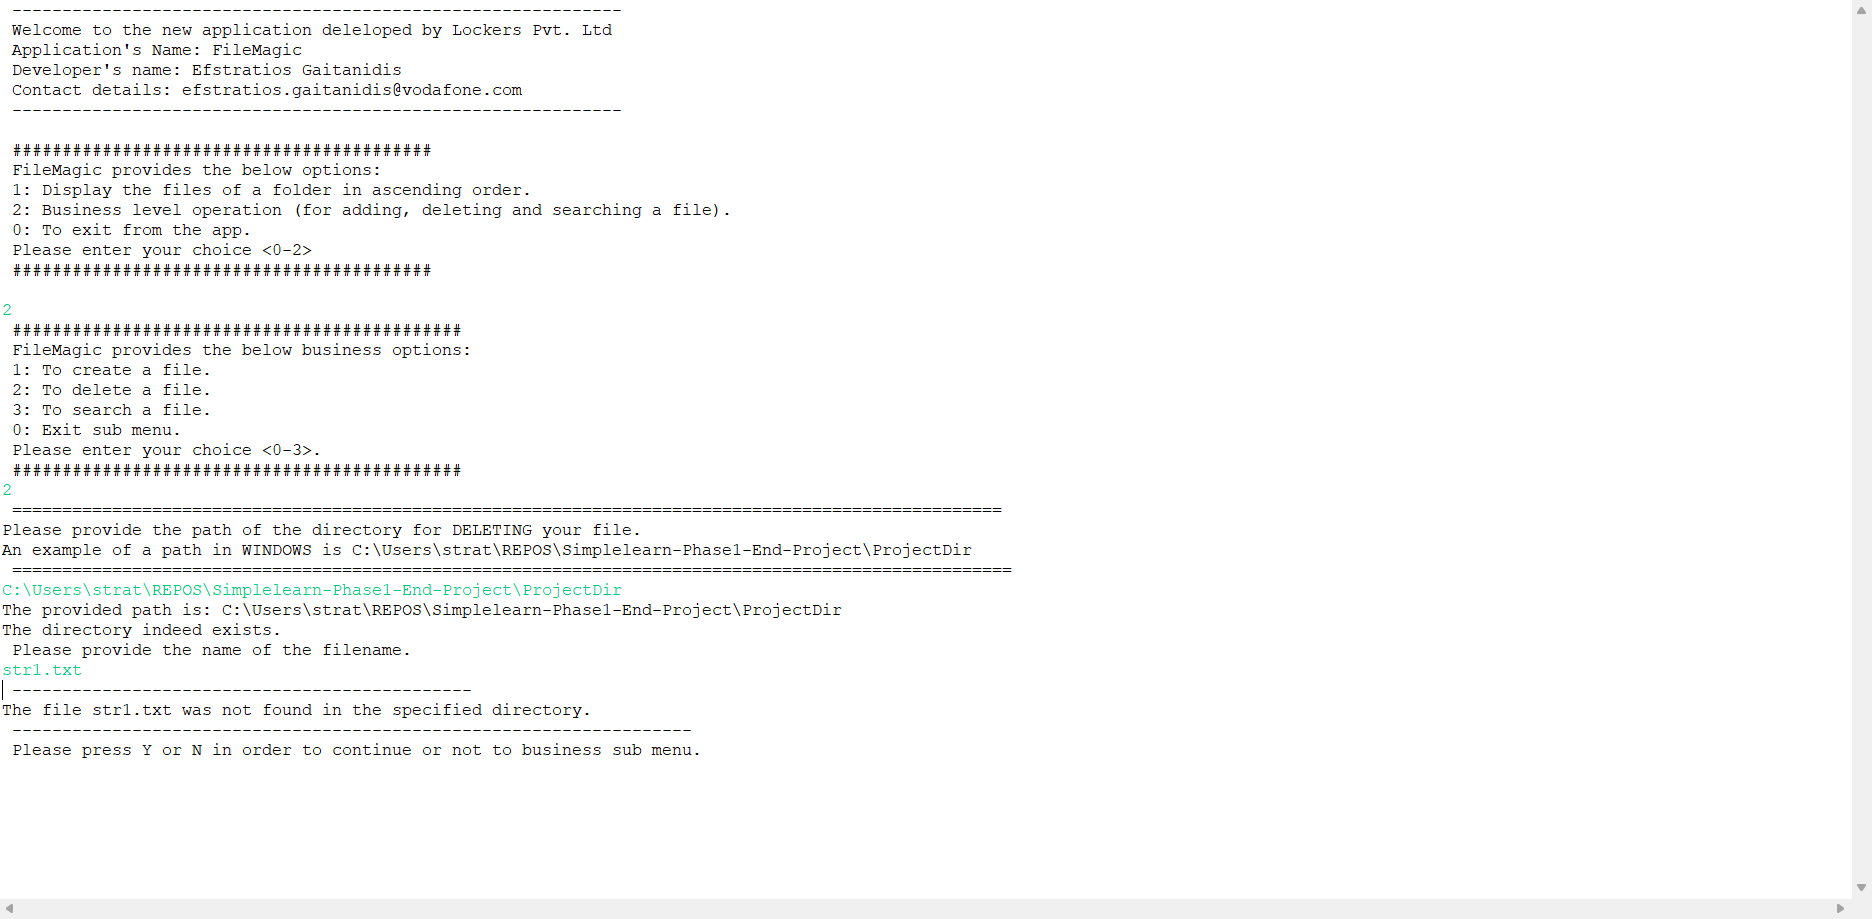 -------------------------------------------------------------
Welcome to the new application deleloped by Lockers Pvt. Ltd
Application's Name: FileMagic
Developer's name: Efstratios Gaitanidis
Contact details: efstratios.gaitanidis@vodafone.com
-------------------------------------------------------------
##########################################
FileMagic provides the below options:
1: Display the files of a folder in ascending order.
2: Business level operation (for adding, deleting and searching a file).
0: To exit from the app.
Please enter your choice <0-2>
##########################################
2
#############################################
FileMagic provides the below business options:
1: To create a file.
2: To delete a file.
3: To search a file.
0: Exit sub menu.
Please enter your choice <0-3>.
#############################################
2
===================================================================================================
Please provide the path of the directory for DELETING your file.
An example of a path in WINDOWS is C:\Users\strat\REPOS\Simplelearn-Phase1-End-Project\ProjectDir
====================================================================================================
C:\Users\strat\REPOS\Simplelearn-Phase1-End-Project\ProjectDir
The provided path is: C:\Users\strat\REPOS\Simplelearn-Phase1-End-Project\ProjectDir
The directory indeed exists.
Please provide the name of the filename.
str1.txt
----------------------------------------------
The file str1.txt was not found in the specified directory.
--------------------------------------------------------------------
Please press Y or N in order to continue or not to business sub menu.